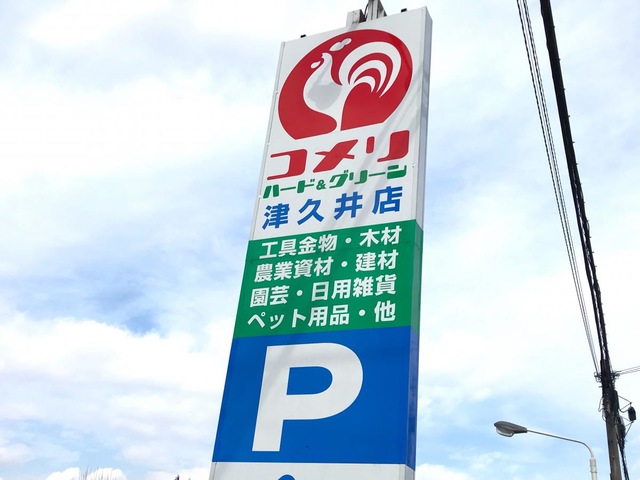 コメリ
ハード&グリーン
津久井店
工具金物・木材
農業資材・建材
園芸・日用雑貨
ペット用品・他
P